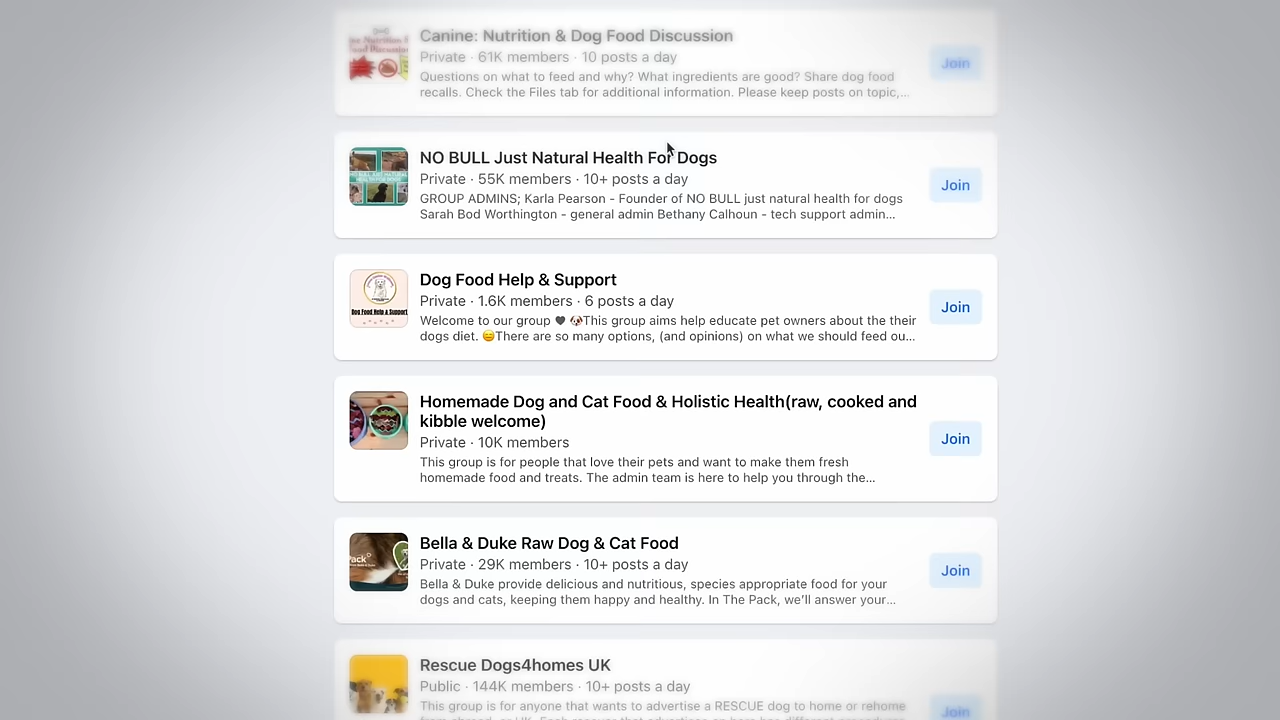 Canine: Nutrition & Dog Food Discussion
Private · 61K members · 10 posts a day
Questions on what to feed and why? What ingredients are good? Share dog food
recalls. Check the Files tab for additional information. Please keep posts on topic,...
Join
NO BULL Just Natural Health For Dogs
Private · 55K members · 10+ posts a day
GROUP ADMINS; Karla Pearson - Founder of NO BULL just natural health for dogs
Sarah Bod Worthington - general admin Bethany Calhoun - tech support admin...
Join
Dog Food Help & Support
Dog Food Help & Support
Private · 1.6K members · 6 posts a day
Welcome to our group 🖤 🐶This group aims help educate pet owners about the their
dogs diet. 😑There are so many options, (and opinions) on what we should feed ou...
Join
Homemade Dog and Cat Food & Holistic Health(raw, cooked and
kibble welcome)
Private · 10K members
This group is for people that love their pets and want to make them fresh
homemade food and treats. The admin team is here to help you through the...
Join
Bella & Duke Raw Dog & Cat Food
Private · 29K members · 10+ posts a day
Bella & Duke provide delicious and nutritious, species appropriate food for your
dogs and cats, keeping them happy and healthy. In The Pack, we'll answer your...
Join
Rescue Dogs4homes UK
Public · 144K members · 10+ posts a day
This group is for anyone that wants to advertise a RESCUE dog to home or rehome
Join